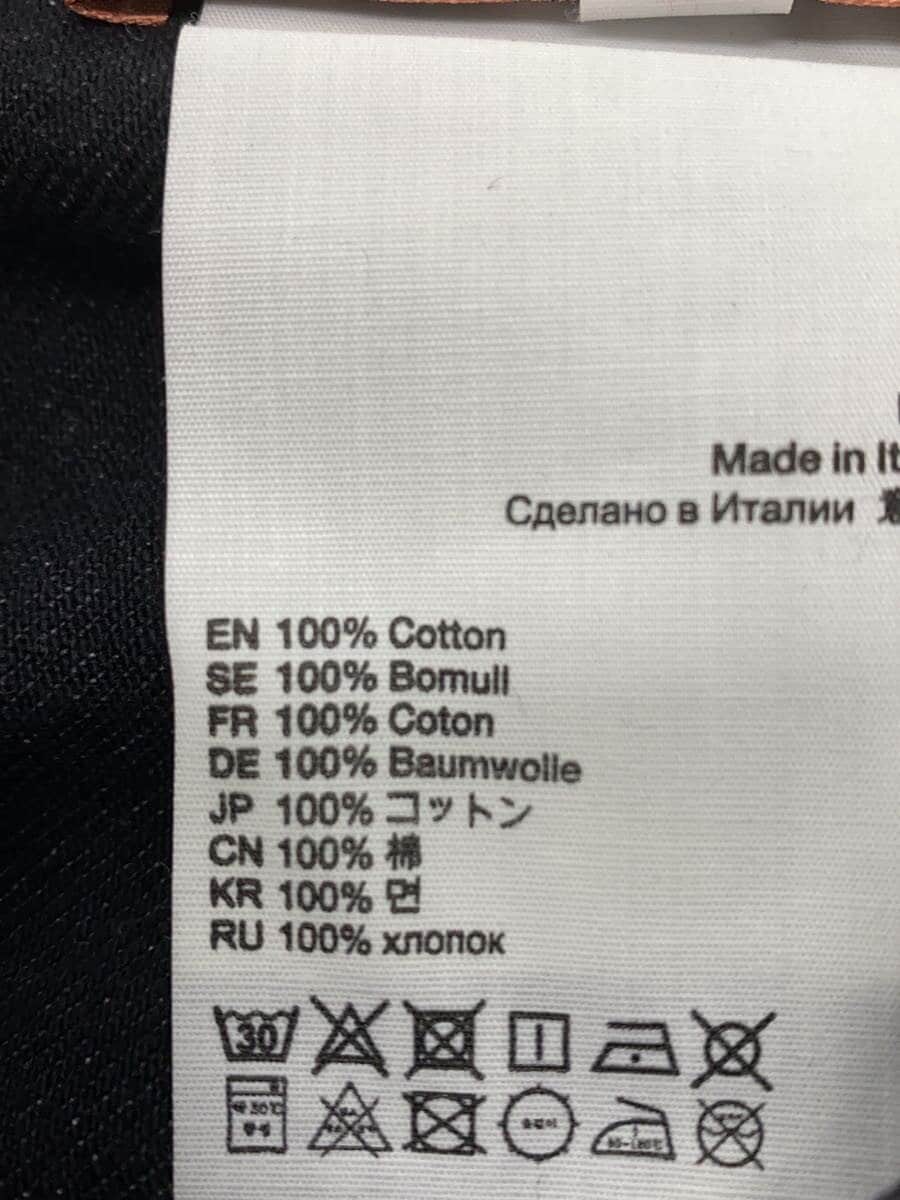 Made in It
Сделано в Италии
EN 100% Cotton
SE 100% Bomull
FR 100% Coton
DE 100% Baumwolle
JP 100% コットン
CN 100% 棉
KR 100% 면
RU 100% хлопок
30